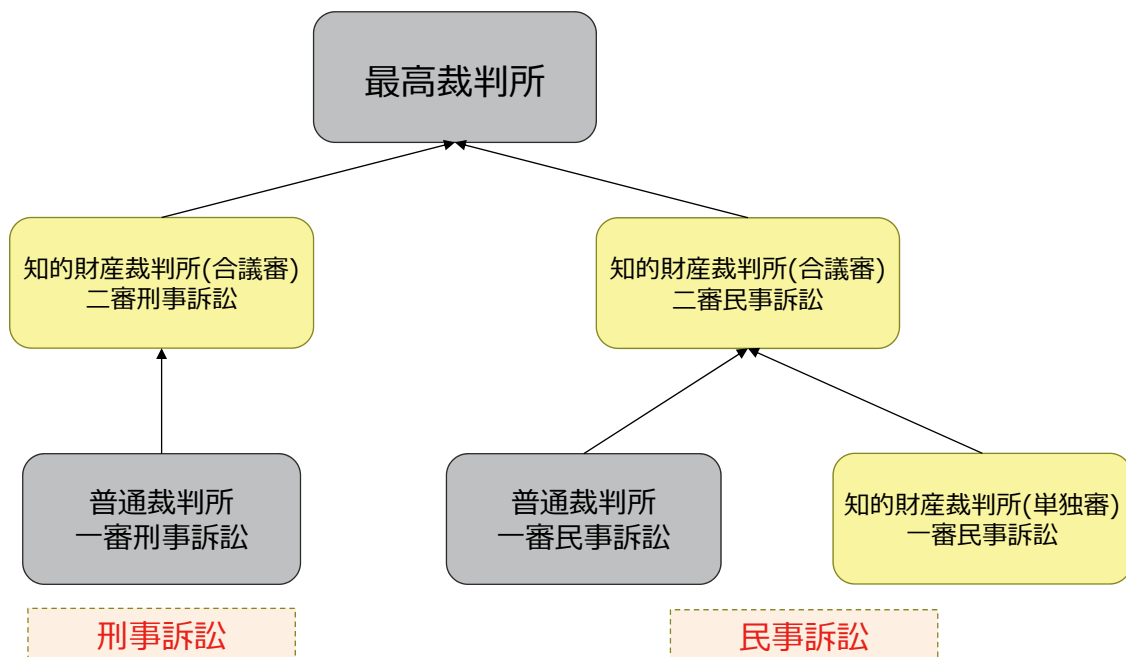 最高裁判所
知的財産裁判所(合議審)
二審刑事訴訟
知的財産裁判所(合議審)
二審民事訴訟
普通裁判所
一審刑事訴訟
普通裁判所
一審民事訴訟
知的財産裁判所(単独審)
一審民事訴訟
刑事訴訟
民事訴訟